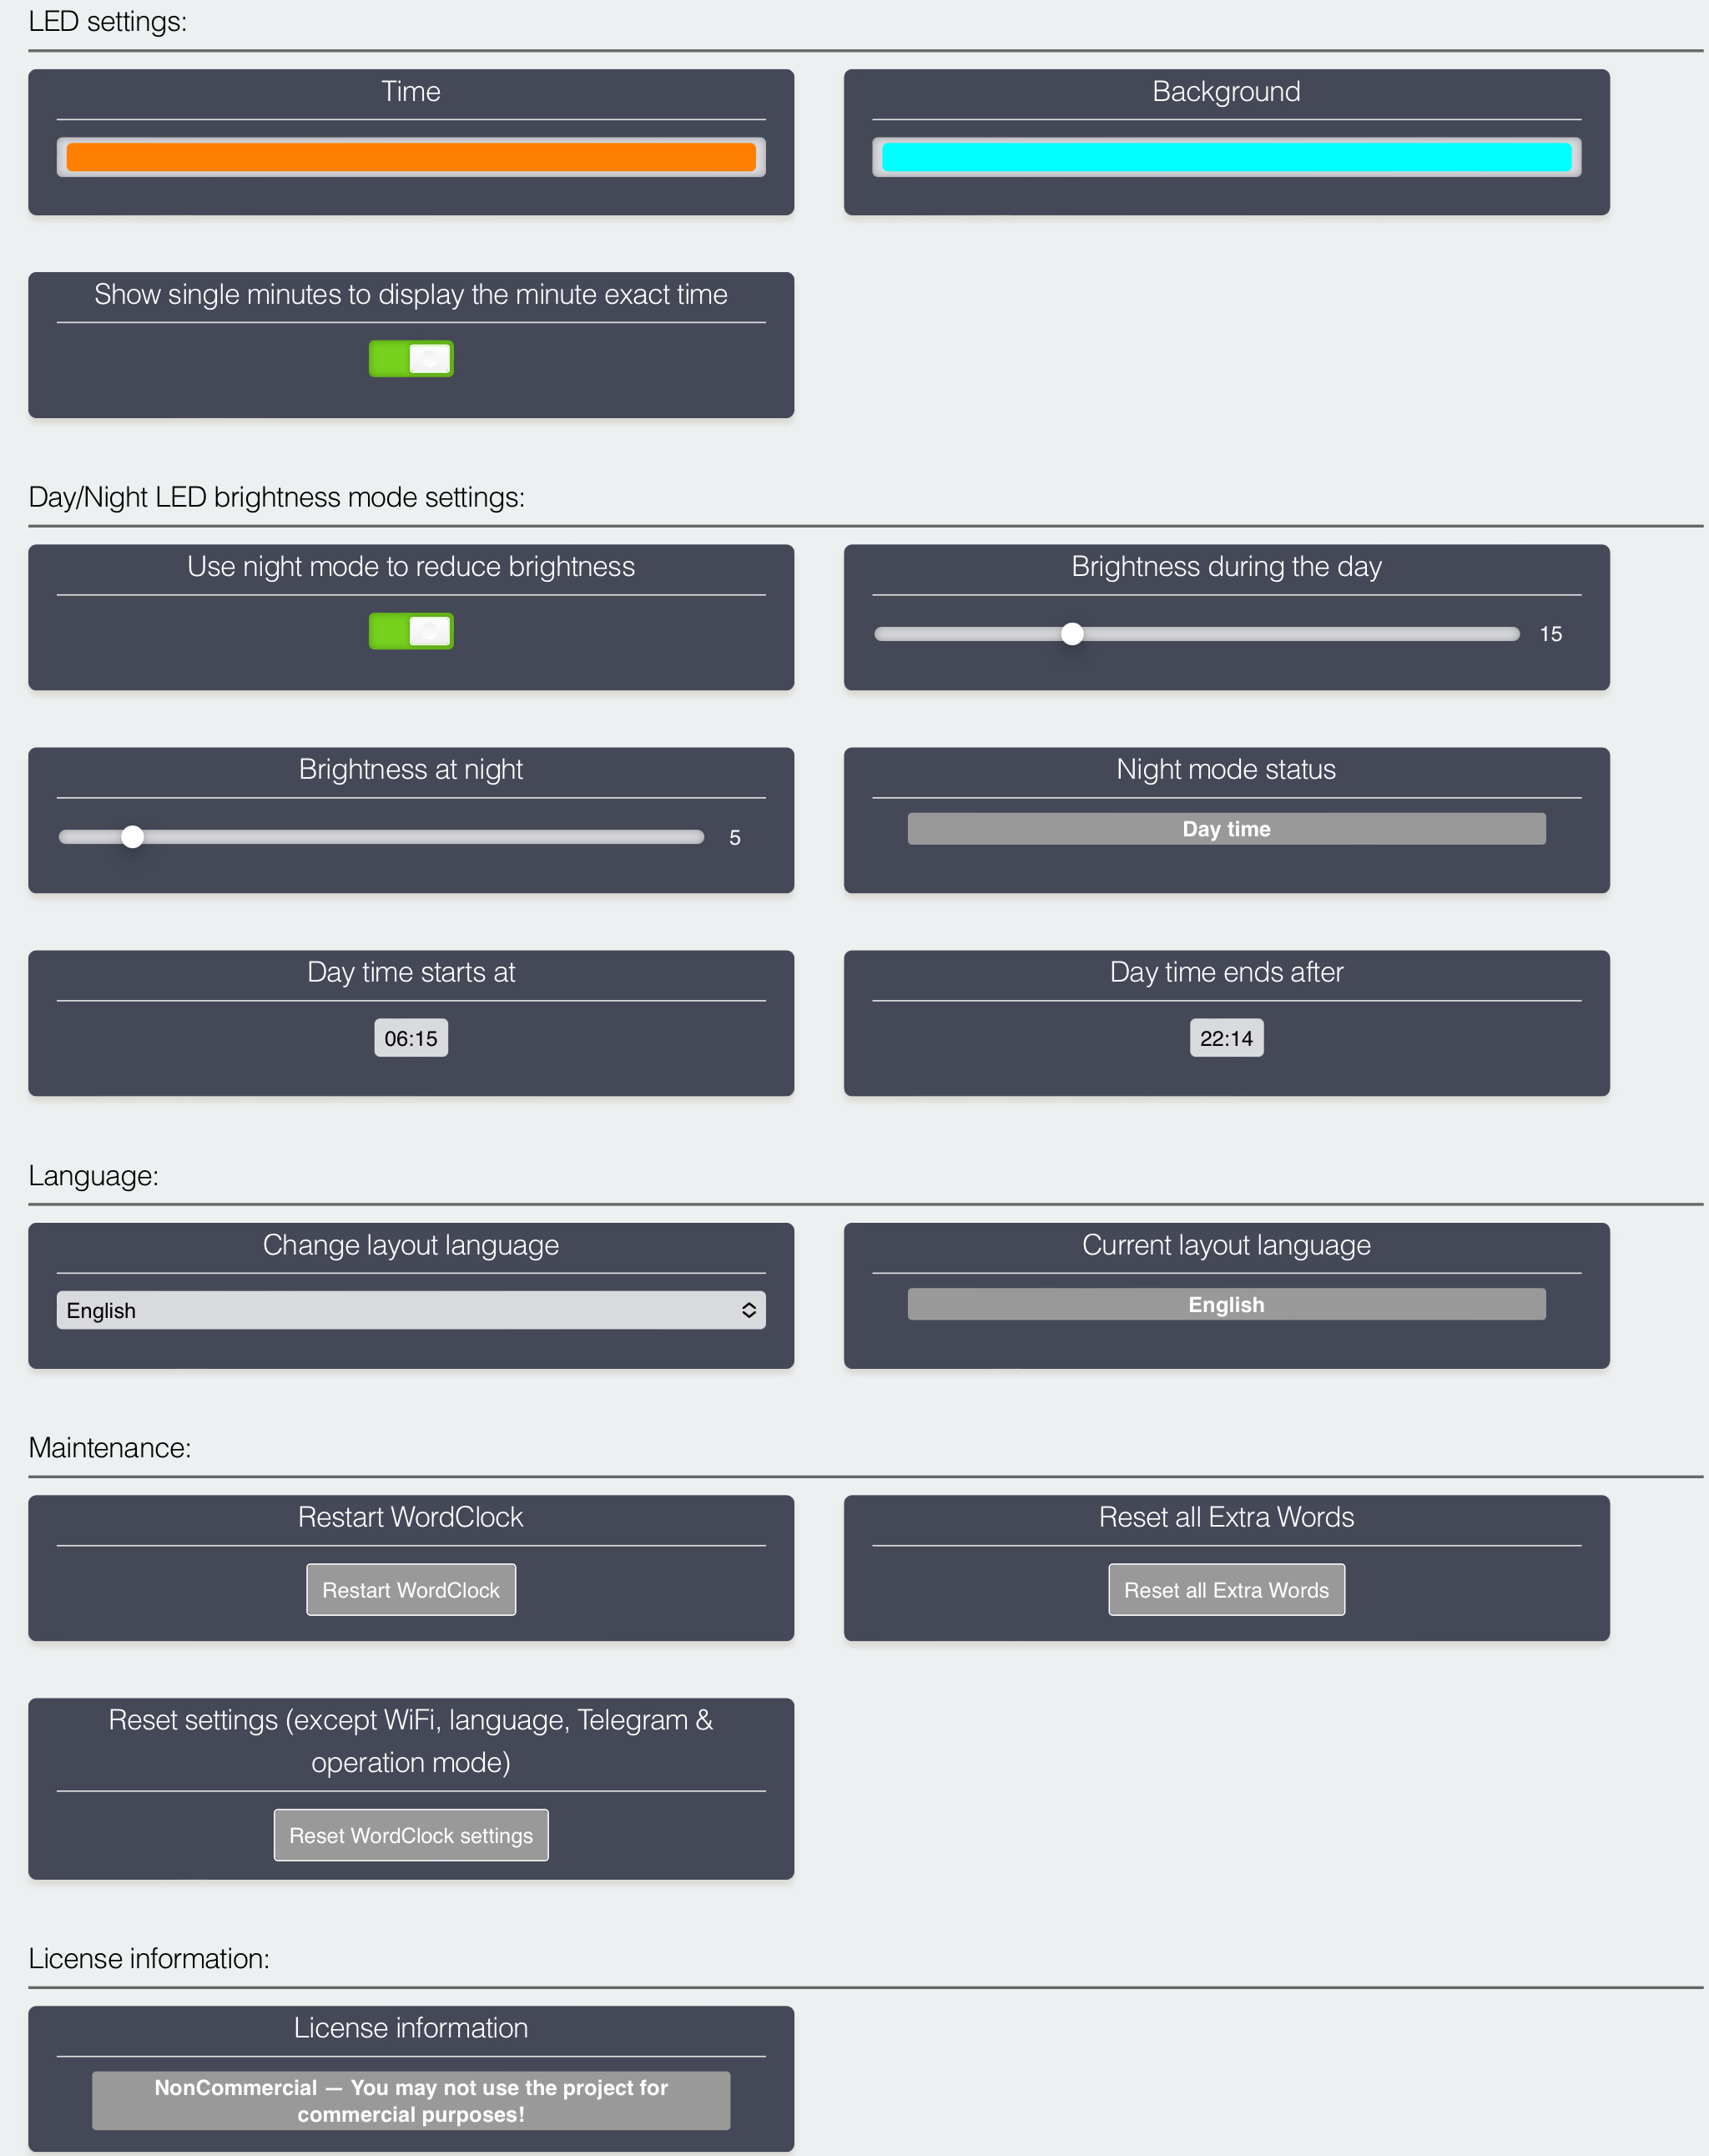 LED settings:
Time
Background
Show single minutes to display the minute exact time
Day/Night LED brightness mode settings:
Use night mode to reduce brightness
Brightness during the day
15
Brightness at night
5
Night mode status
Day time
Day time starts at
06:15
Day time ends after
22:14
Language:
Change layout language
English
Current layout language
English
Maintenance:
Restart WordClock
Restart WordClock
Reset all Extra Words
Reset all Extra Words
Reset settings (except WiFi, language, Telegram &
operation mode)
Reset WordClock settings
License information:
License information
NonCommercial — You may not use the project for
commercial purposes!